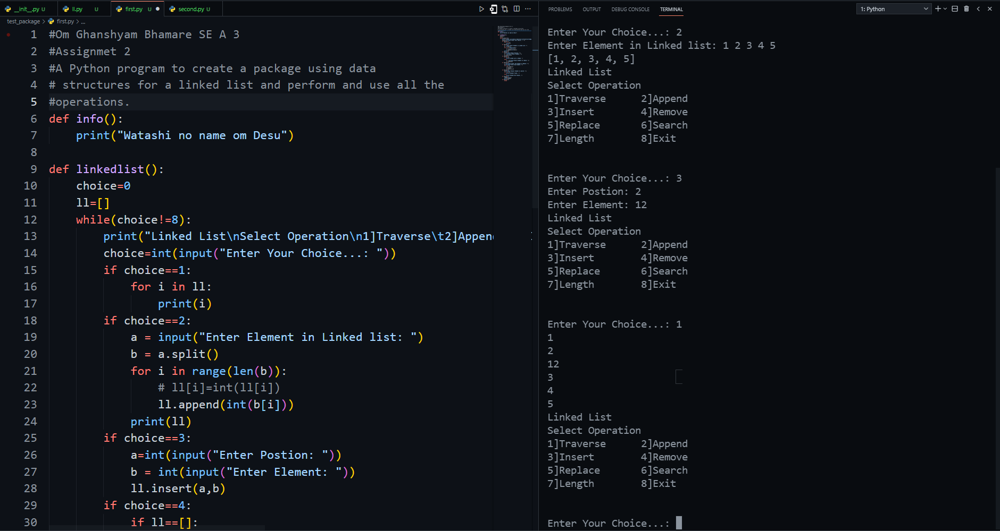 __init__.py U
ll.py U
first.py U
second.py U
test_package > first.py > ...
1 #Om Ghanshyam Bhamare SE A 3
2 #Assignmet 2
3 #A Python program to create a package using data
4 # structures for a linked list and perform and use all the
5 #operations.
6 def info():
7 print("Watashi no name om Desu")
8
9 def linkedlist():
10 choice=0
11 ll=[]
12 while(choice!=8):
13 print("Linked List\nSelect Operation\n1]Traverse\t2]Appen
14 choice=int(input("Enter Your Choice...: "))
15 if choice==1:
16 for i in ll:
17 print(i)
18 if choice==2:
19 a = input("Enter Element in Linked list: ")
20 b = a.split()
21 for i in range(len(b)):
22 # ll[i]=int(ll[i])
23 ll.append(int(b[i]))
24 print(ll)
25 if choice==3:
26 a=int(input("Enter Postion: "))
27 b = int(input("Enter Element: "))
28 ll.insert(a,b)
29 if choice==4:
30 if ll==[]:
PROBLEMS OUTPUT DEBUG CONSOLE TERMINAL
1: Python
Enter Your Choice...: 2
Enter Element in Linked list: 1 2 3 4 5
[1, 2, 3, 4, 5]
Linked List
Select Operation
1]Traverse 2]Append
3]Insert 4]Remove
5]Replace 6]Search
7]Length 8]Exit
Enter Your Choice...: 3
Enter Postion: 2
Enter Element: 12
Linked List
Select Operation
1]Traverse 2]Append
3]Insert 4]Remove
5]Replace 6]Search
7]Length 8]Exit
Enter Your Choice...: 1
1
2
12
3
4
5
Linked List
Select Operation
1]Traverse 2]Append
3]Insert 4]Remove
5]Replace 6]Search
7]Length 8]Exit
Enter Your Choice...: